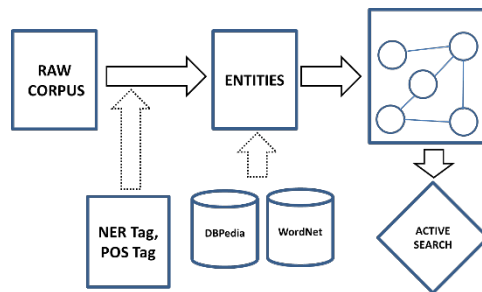 RAW
CORPUS
ENTITIES
NER Tag,
POS Tag
DBPedia
WordNet
ACTIVE
SEARCH